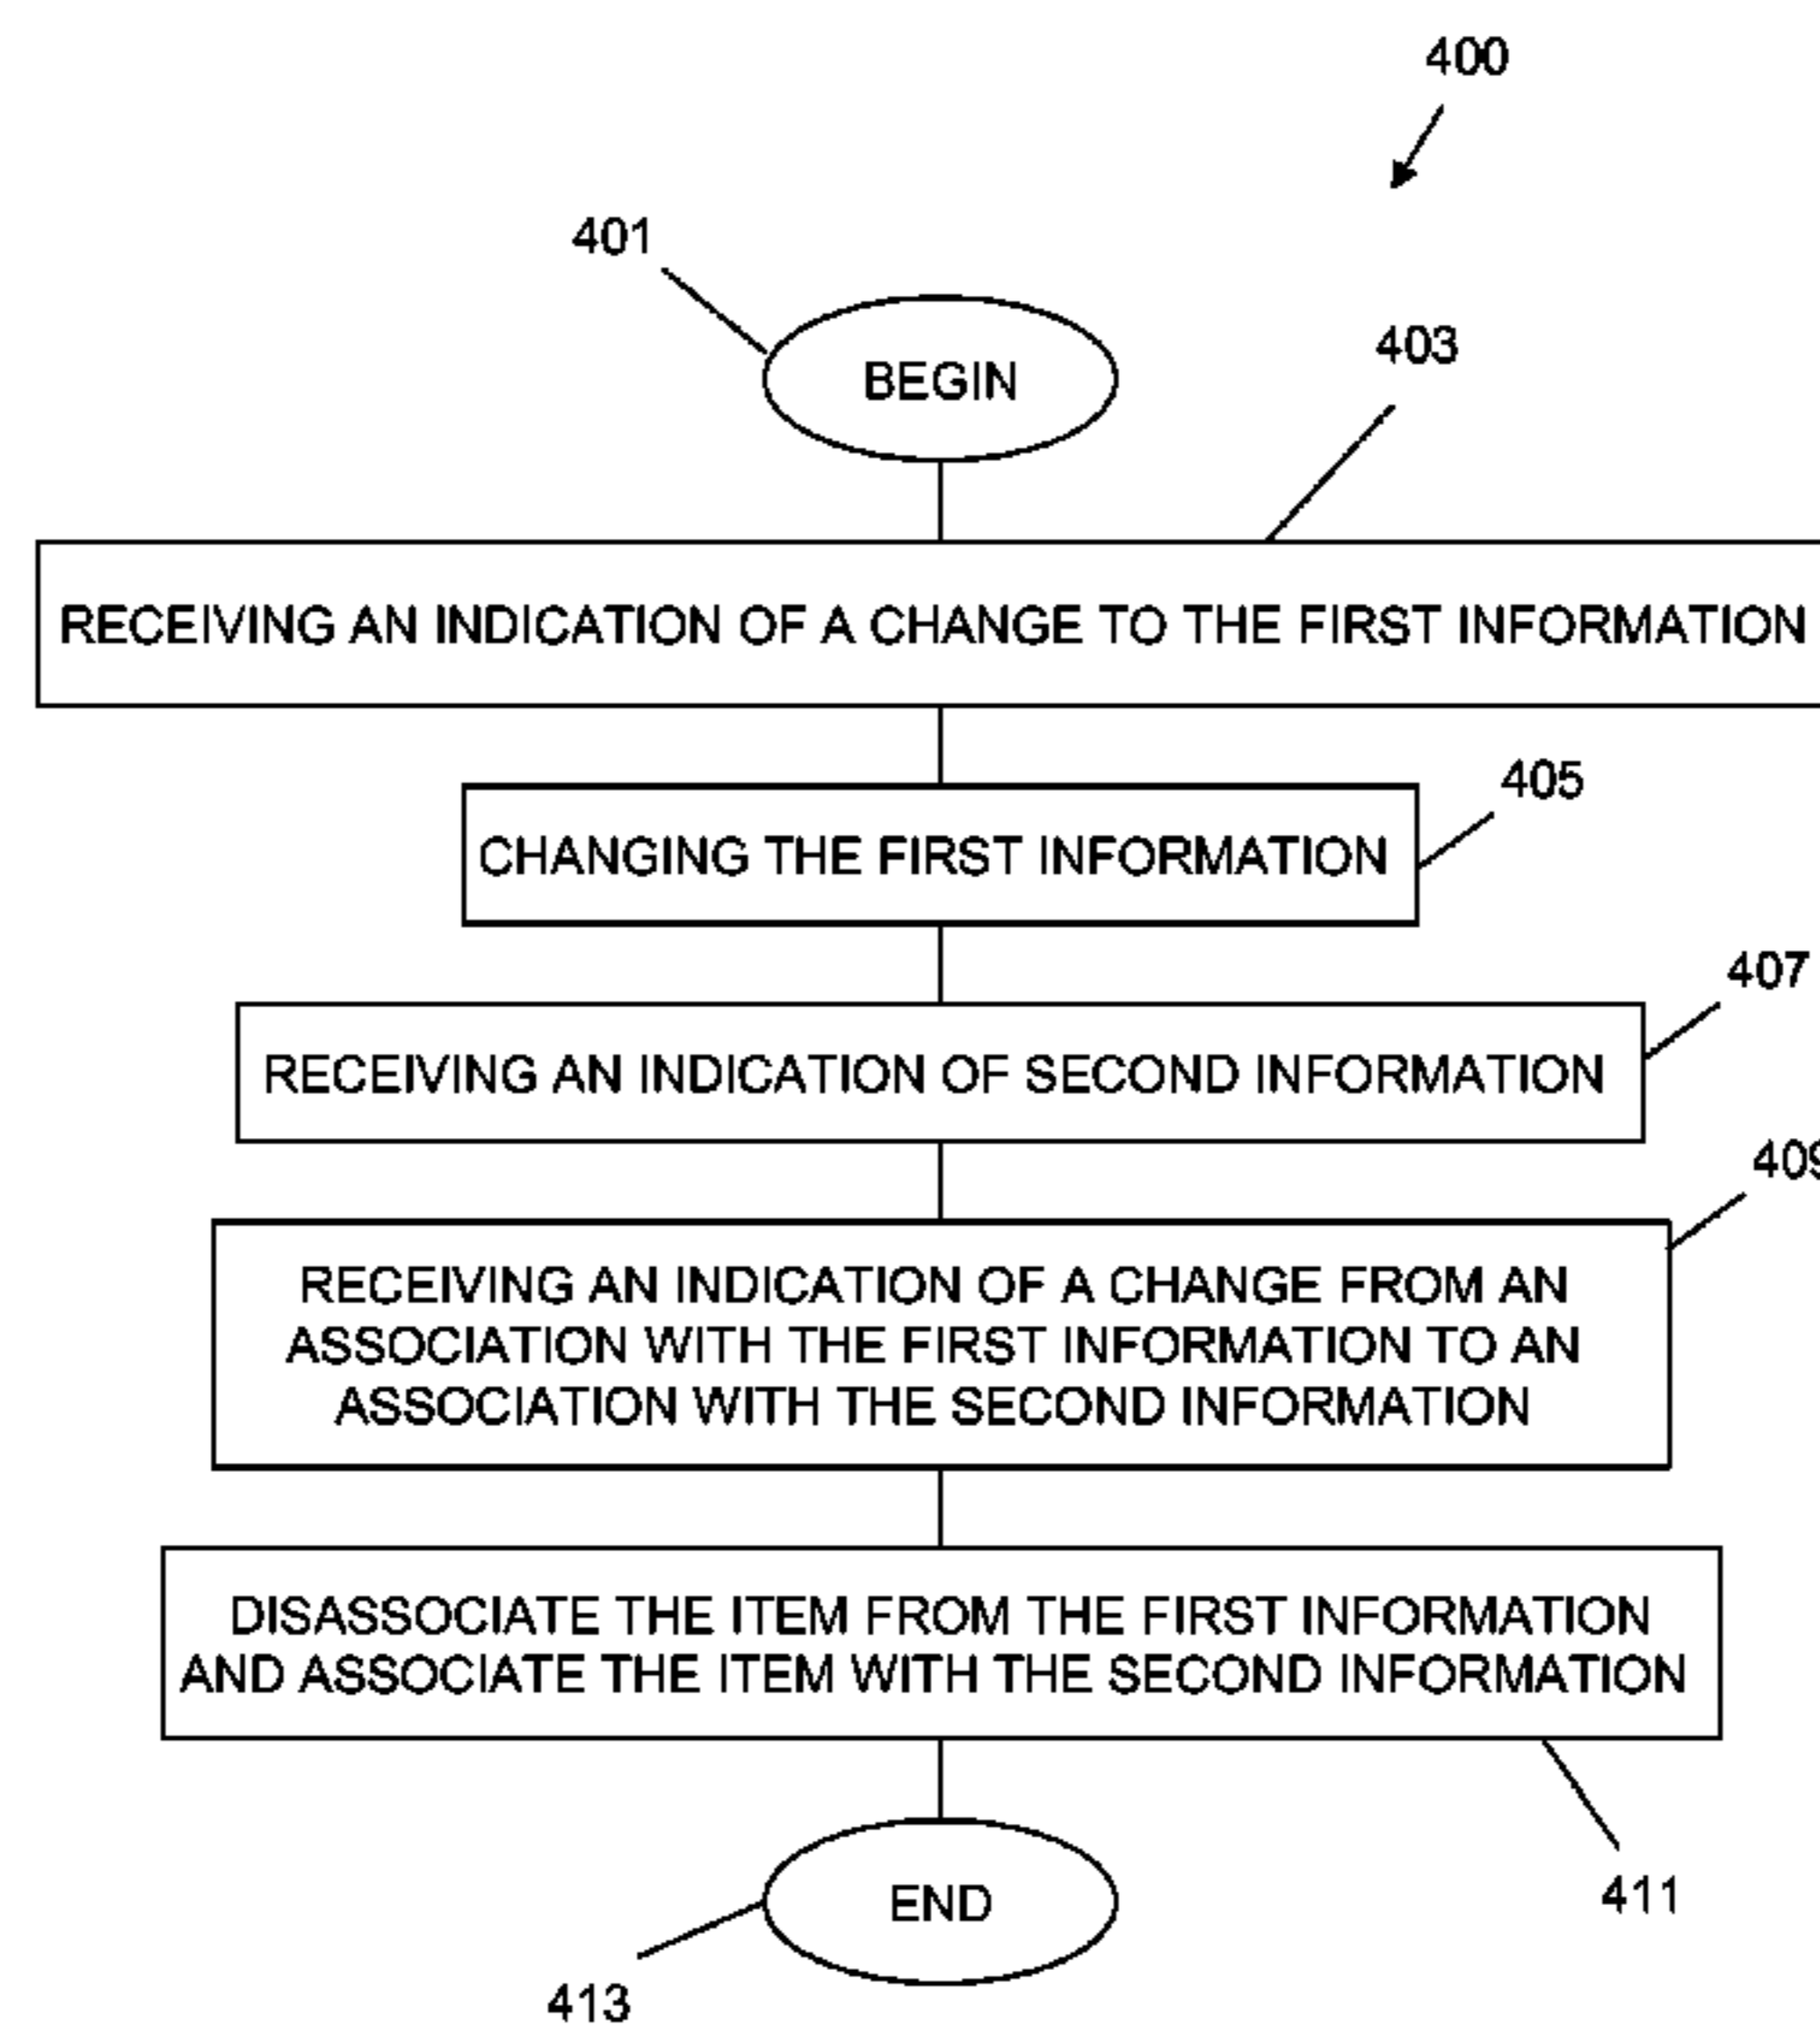 400
401
BEGIN
403
RECEIVING AN INDICATION OF A CHANGE TO THE FIRST INFORMATION
405
CHANGING THE FIRST INFORMATION
407
RECEIVING AN INDICATION OF SECOND INFORMATION
409
RECEIVING AN INDICATION OF A CHANGE FROM AN
ASSOCIATION WITH THE FIRST INFORMATION TO AN
ASSOCIATION WITH THE SECOND INFORMATION
DISASSOCIATE THE ITEM FROM THE FIRST INFORMATION
AND ASSOCIATE THE ITEM WITH THE SECOND INFORMATION
411
END
413